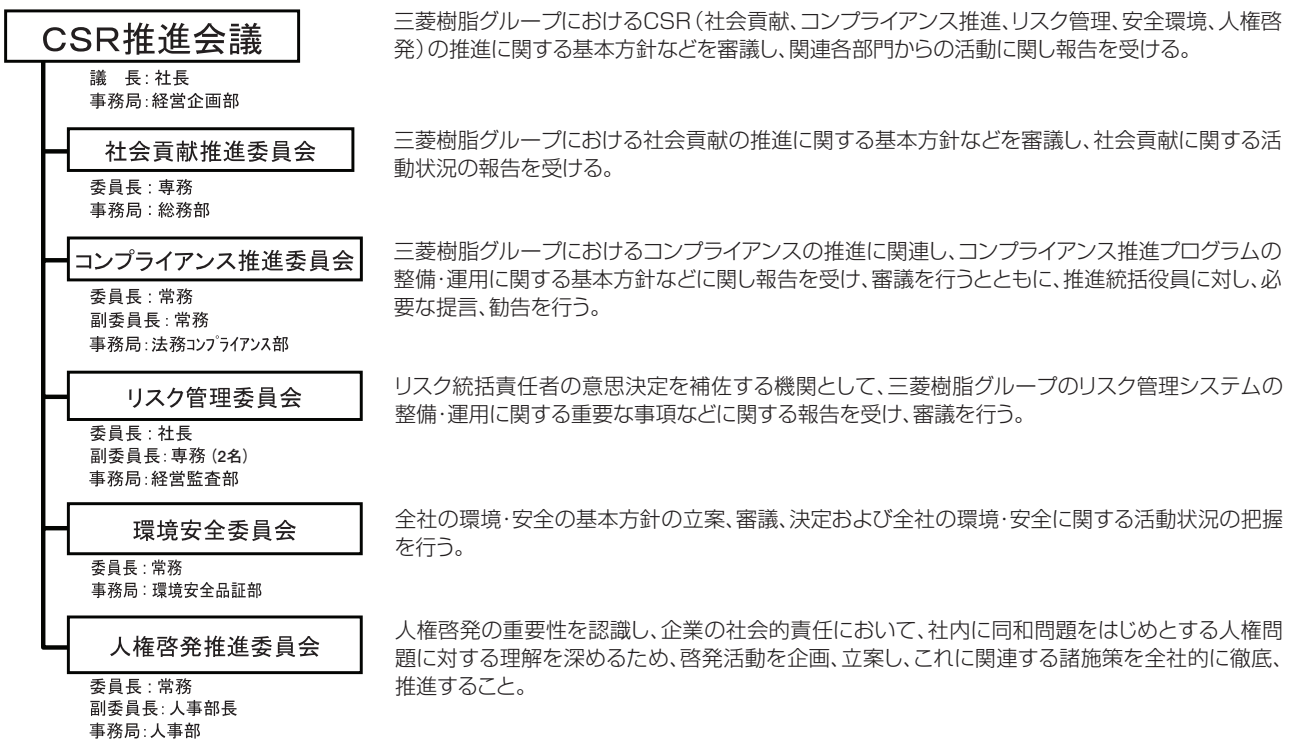 CSR推進会議
三菱樹脂グループにおけるCSR(社会貢献、コンプライアンス推進、リスク管理、安全環境、人権啓
発)の推進に関する基本方針などを審議し、関連各部門からの活動に関し報告を受ける。
議 長:社長
事務局:経営企画部
社会貢献推進委員会
三菱樹脂グループにおける社会貢献の推進に関する基本方針などを審議し、社会貢献に関する活
動状況の報告を受ける。
委員長:専務
事務局:総務部
コンプライアンス推進委員会
三菱樹脂グループにおけるコンプライアンスの推進に関連し、コンプライアンス推進プログラムの
整備・運用に関する基本方針などに関し報告を受け、審議を行うとともに、推進統括役員に対し、必
要な提言、勧告を行う。
委員長:常務
副委員長:常務
事務局:法務コンプライアンス部
リスク管理委員会
リスク統括責任者の意思決定を補佐する機関として、三菱樹脂グループのリスク管理システムの
整備・運用に関する重要な事項などに関する報告を受け、審議を行う。
委員長:社長
副委員長:専務(2名)
事務局:経営監査部
環境安全委員会
全社の環境・安全の基本方針の立案、審議、決定および全社の環境・安全に関する活動状況の把握
を行う。
委員長:常務
事務局:環境安全品証部
人権啓発推進委員会
人権啓発の重要性を認識し、企業の社会的責任において、社内に同和問題をはじめとする人権問
題に対する理解を深めるため、啓発活動を企画、立案し、これに関連する諸施策を全社的に徹底、
推進すること。
委員長:常務
副委員長:人事部長
事務局:人事部